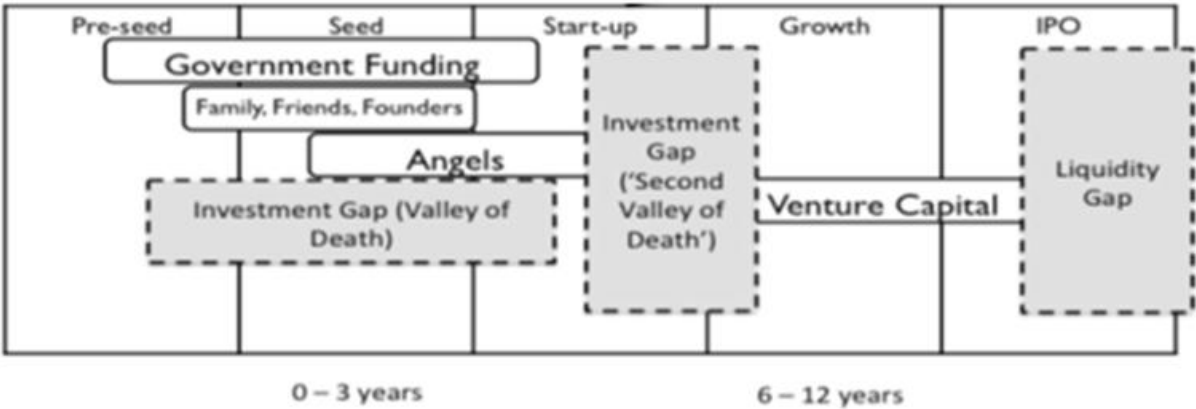 Pre-seed
Seed
Start-up
Growth
IPO
Government Funding
Family, Friends, Founders
Angels
Investment Gap (Valley of
Death)
Investment
Gap
(‘Second
Valley of
Death’)
Venture Capital
Liquidity
Gap
0 – 3 years
6 – 12 years